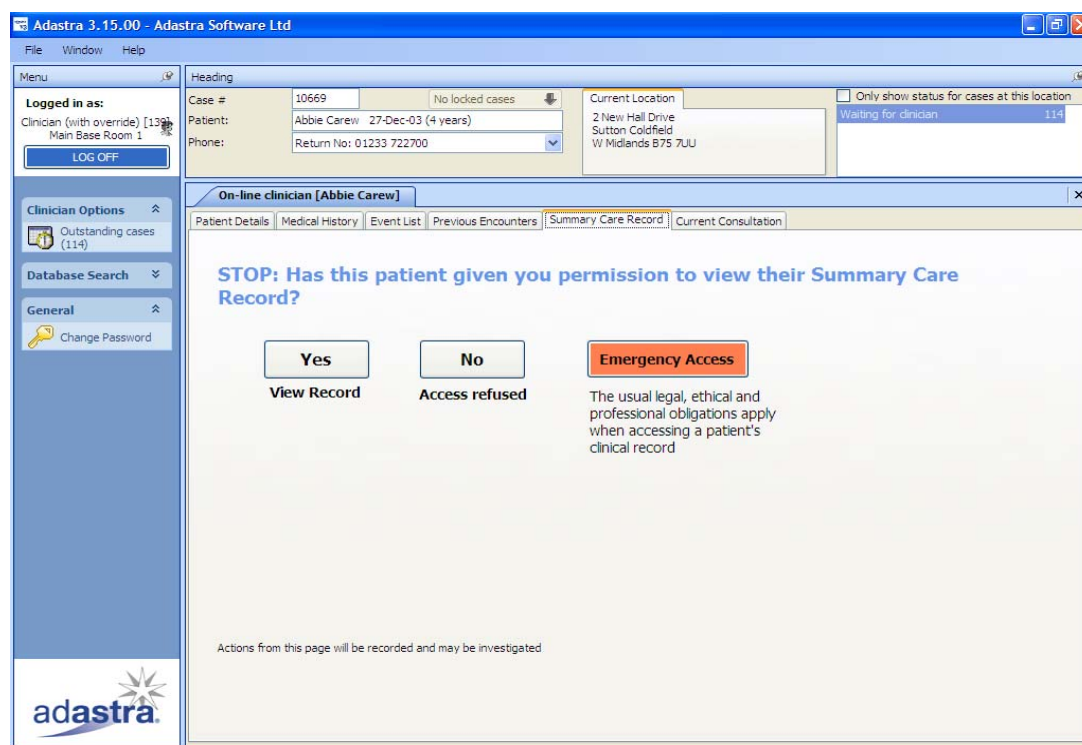 Adastra 3.15.00 - Adastra Software Ltd
File Window Help
Menu
Logged in as:
Clinician (with override) [139]
Main Base Room 1
LOG OFF
Clinician Options
Outstanding cases
(114)
Database Search
General
Change Password
adastra.
Heading
Case # 10669 No locked cases
Patient: Abbie Carew 27-Dec-03 (4 years)
Phone: Return No: 01233 722700
Current Location
2 New Hall Drive
Sutton Coldfield
W Midlands B75 7UU
Only show status for cases at this location
Waiting for clinician 114
On-line clinician [Abbie Carew]
Patient Details Medical History Event List Previous Encounters Summary Care Record Current Consultation
STOP: Has this patient given you permission to view their Summary Care
Record?
Yes No Emergency Access
View Record Access refused
The usual legal, ethical and
professional obligations apply
when accessing a patient's
clinical record
Actions from this page will be recorded and may be investigated